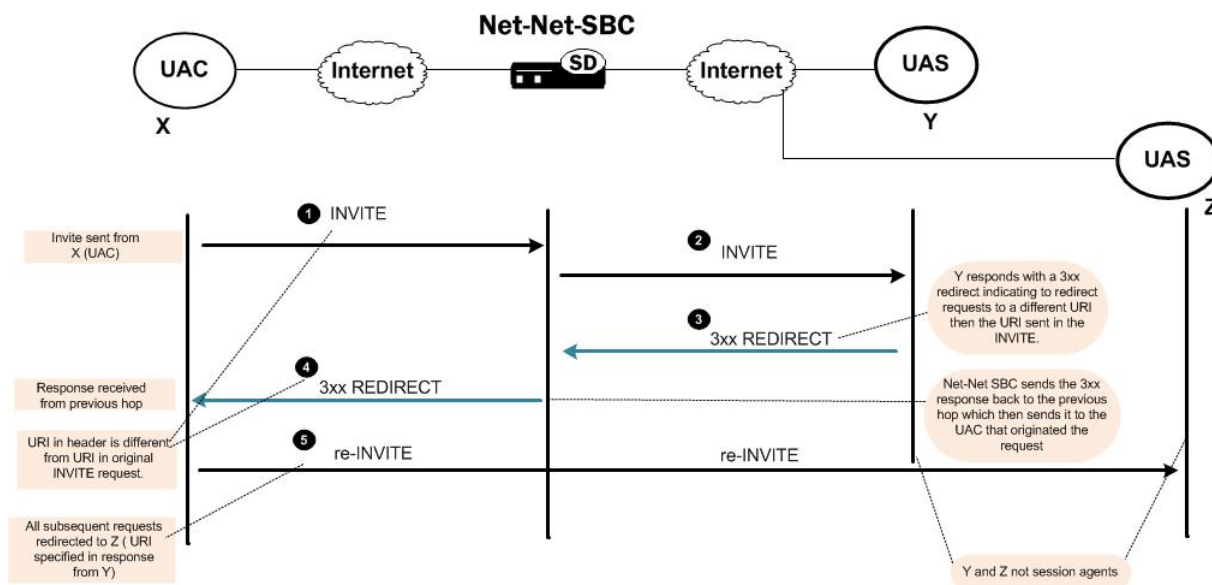 Net-Net-SBC
UAC
Internet
SD
Internet
UAS
X
Y
UAS
Z
1 INVITE
Invite sent from
X (UAC)
2 INVITE
Y responds with a 3xx
redirect indicating to redirect
requests to a different URI
then the URI sent in the
INVITE.
3 3xx REDIRECT
4 3xx REDIRECT
Response received
from previous hop
Net-Net SBC sends the 3xx
response back to the previous
hop which then sends it to the
UAC that originated the
request
URI in header is different
from URI in original
INVITE request.
5 re-INVITE
re-INVITE
All subsequent requests
redirected to Z ( URI
specified in response
from Y)
Y and Z not session agents